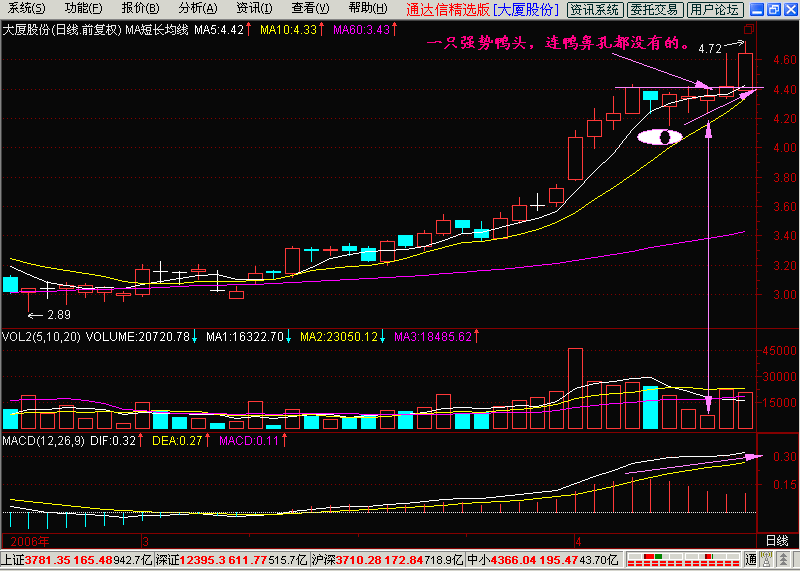 系统(S) 功能(F) 报价(B) 分析(A) 资讯(I) 查看(V) 帮助(H) 通达信精选版 [大厦股份] 资讯系统 委托交易 用户论坛
大厦股份(日线.前复权) MA短长均线 MA5:4.42↑ MA10:4.33↑ MA60:3.43↑
一只强势鸭头，连鸭鼻孔都没有的。
4.72
4.60
4.40
4.20
4.00
3.80
3.60
3.40
3.20
3.00
2.89
VOL2(5,10,20) VOLUME:20720.78↓ MA1:16322.70↓ MA2:23050.12↓ MA3:18485.62↑
45000
30000
15000
MACD(12,26,9) DIF:0.32↑ DEA:0.27↑ MACD:0.11↑
0.30
0.15
2006年 3 4 日线
上证3781.35 165.48 942.7亿 深证12395.3 611.77 515.7亿 沪深3710.28 172.84 718.9亿 中小4366.04 195.47 43.70亿 通